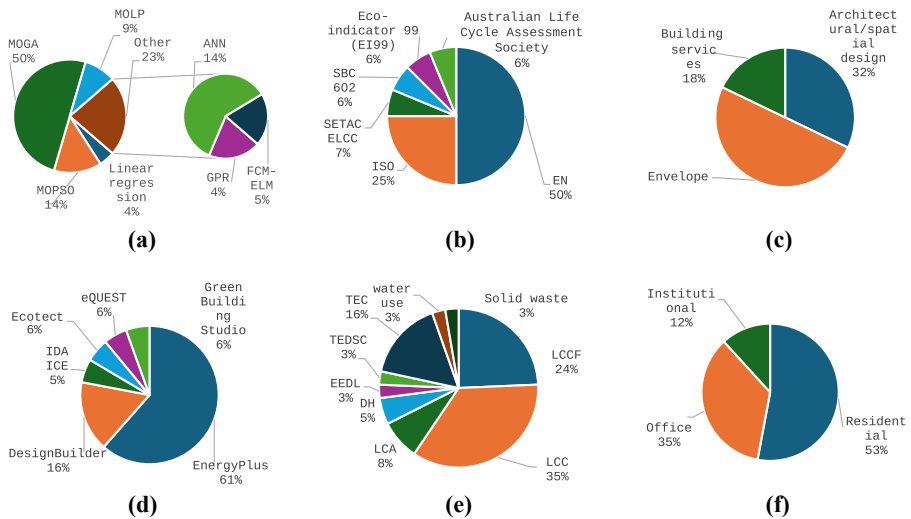 MOLP
9%
Other
23%
MOGA
50%
ANN
14%
MOPSO
14%
Linear
regres
sion
4%
GPR
4%
FCM-
ELM
5%
(a)
Eco-
indicator 99
(EI99)
6%
Australian Life
Cycle Assessment
Society
6%
SBC
602
6%
SETAC
ELCC
7%
ISO
25%
EN
50%
(b)
Building
servic
es
18%
Architect
ural/spat
ial
design
32%
Envelope
(c)
eQUEST
6%
Green
Buildi
ng
Studio
6%
Ecotect
6%
IDA
ICE
5%
DesignBuilder
16%
EnergyPlus
61%
(d)
water
use
3%
Solid waste
3%
TEC
16%
TEDSC
3%
EEDL
3%
DH
5%
LCA
8%
LCCF
24%
LCC
35%
(e)
Instituti
onal
12%
Office
35%
Resident
ial
53%
(f)